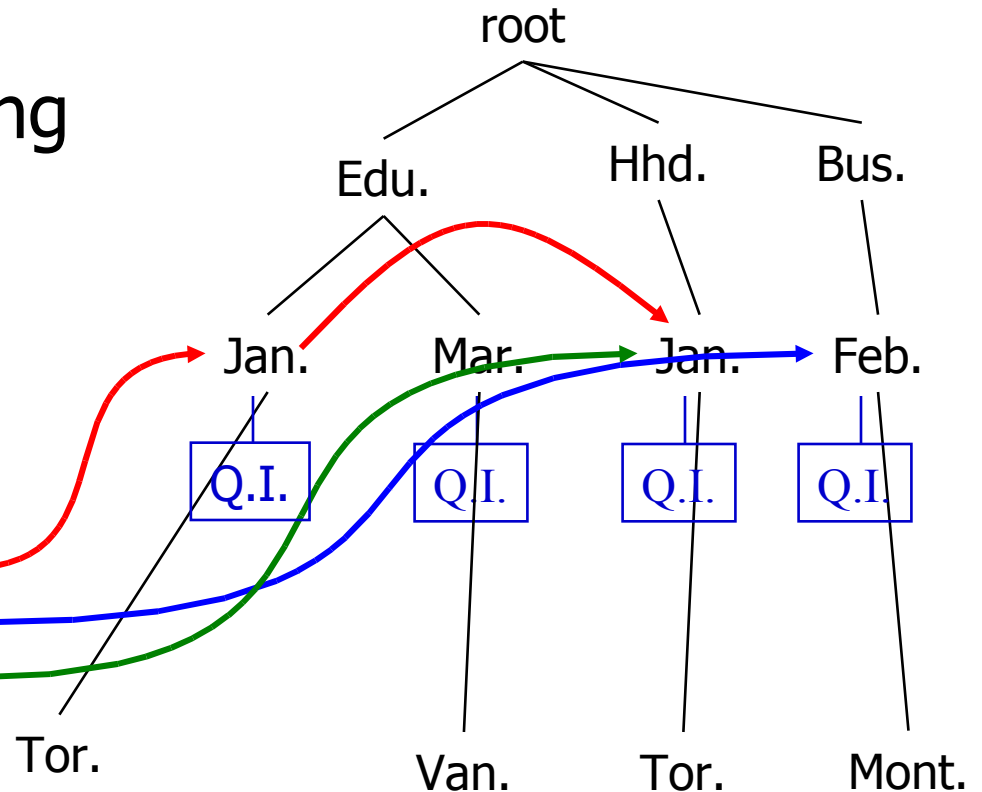 root
ng
Edu. Hhd. Bus.
Jan. Mar. Jan. Feb.
Q.I. Q.I. Q.I. Q.I.
Tor. Van. Tor. Mont.